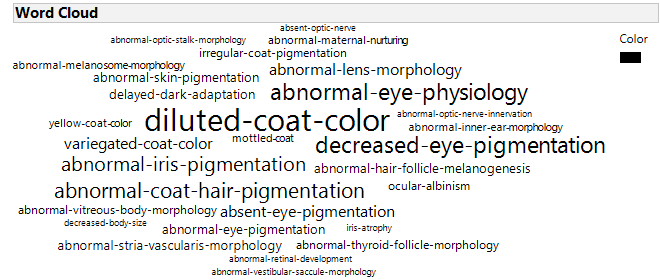 Word Cloud
absent-optic-nerve
Color
abnormal-optic-stalk-morphology
abnormal-maternal-nurturing
irregular-coat-pigmentation
abnormal-melanosome-morphology
abnormal-lens-morphology
abnormal-skin-pigmentation
delayed-dark-adaptation
abnormal-eye-physiology
diluted-coat-color
abnormal-optic-nerve-innervation
yellow-coat-color
abnormal-inner-ear-morphology
variegated-coat-color
mottled-coat
decreased-eye-pigmentation
abnormal-iris-pigmentation
abnormal-hair-follicle-melanogenesis
abnormal-coat-hair-pigmentation
ocular-albinism
abnormal-vitreous-body-morphology
absent-eye-pigmentation
decreased-body-size
abnormal-eye-pigmentation
iris-atrophy
abnormal-stria-vascularis-morphology
abnormal-thyroid-follicle-morphology
abnormal-retinal-development
abnormal-vestibular-saccule-morphology